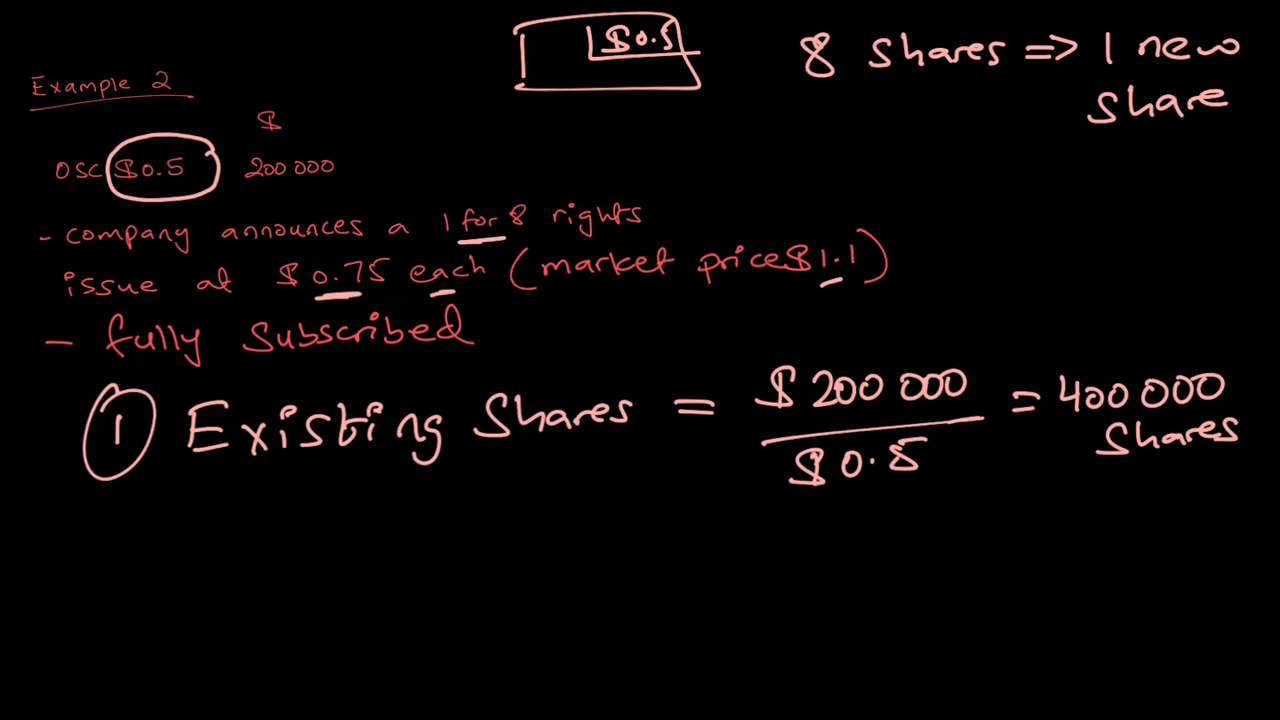 $0.5
8 shares => 1 new
share
Example 2
$
OSC $0.5 200 000
- company announces a 1 for 8 rights
issue at $0.75 each (market price $1.1)
- fully subscribed
1 Existing Shares = $200 000 / $0.5 = 400 000
Shares